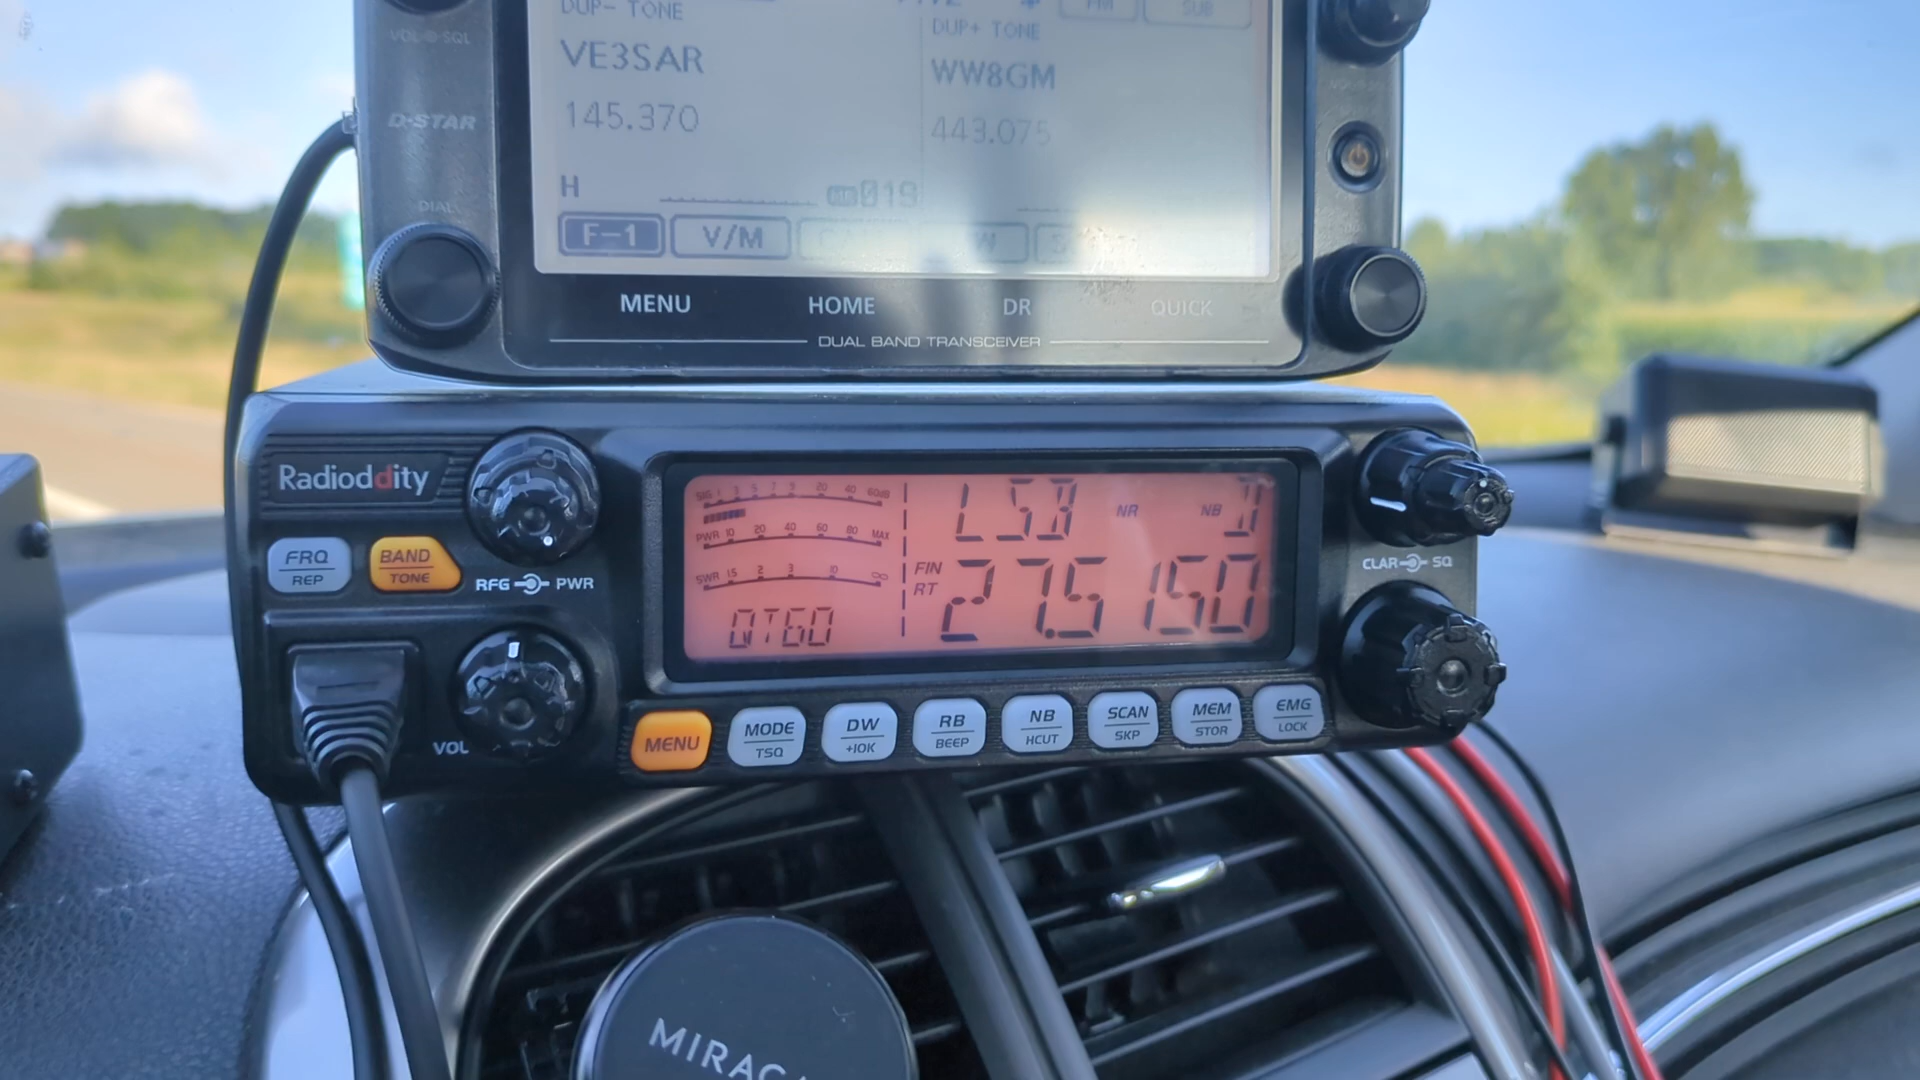 DUP- TONE
DUP+ TONE
FM
SUB
VOL SQL
VE3SAR
WW8GM
145.370
443.075
D-STAR
H
019
DIAL
F-1
V/M
MENU
HOME
DR
QUICK
DUAL BAND TRANSCEIVER
Radioddity
SIG 1 3 5 7 9 20 40 60dB
LSB
NR
NB
PWR 10 20 40 60 80 MAX
FRQ
REP
BAND
TONE
RFG PWR
FIN
RT
27.5150
SWR 1.5 2 3 10 ∞
QT60
CLAR SQ
VOL
MENU
MODE
TSQ
DW
+10K
RB
BEEP
NB
HCUT
SCAN
SKP
MEM
STOR
EMG
LOCK